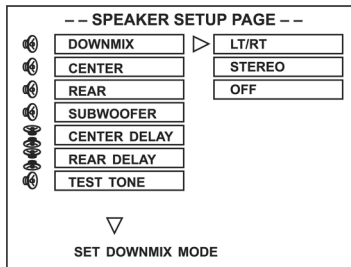 -- SPEAKER SETUP PAGE --
DOWNMIX LT/RT
CENTER STEREO
REAR OFF
SUBWOOFER
CENTER DELAY
REAR DELAY
TEST TONE
SET DOWNMIX MODE